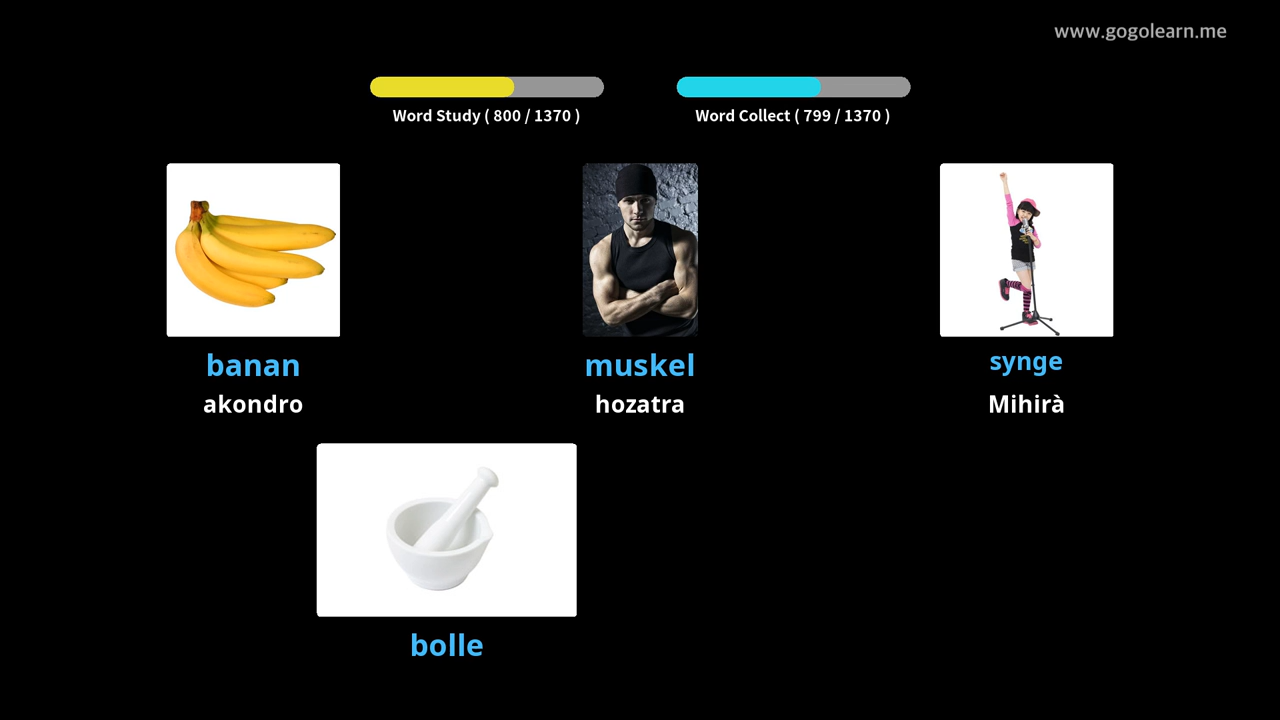 www.gogolearn.me
Word Study ( 800 / 1370 )
Word Collect ( 799 / 1370 )
banan
muskel
synge
akondro
hozatra
Mihirà
bolle